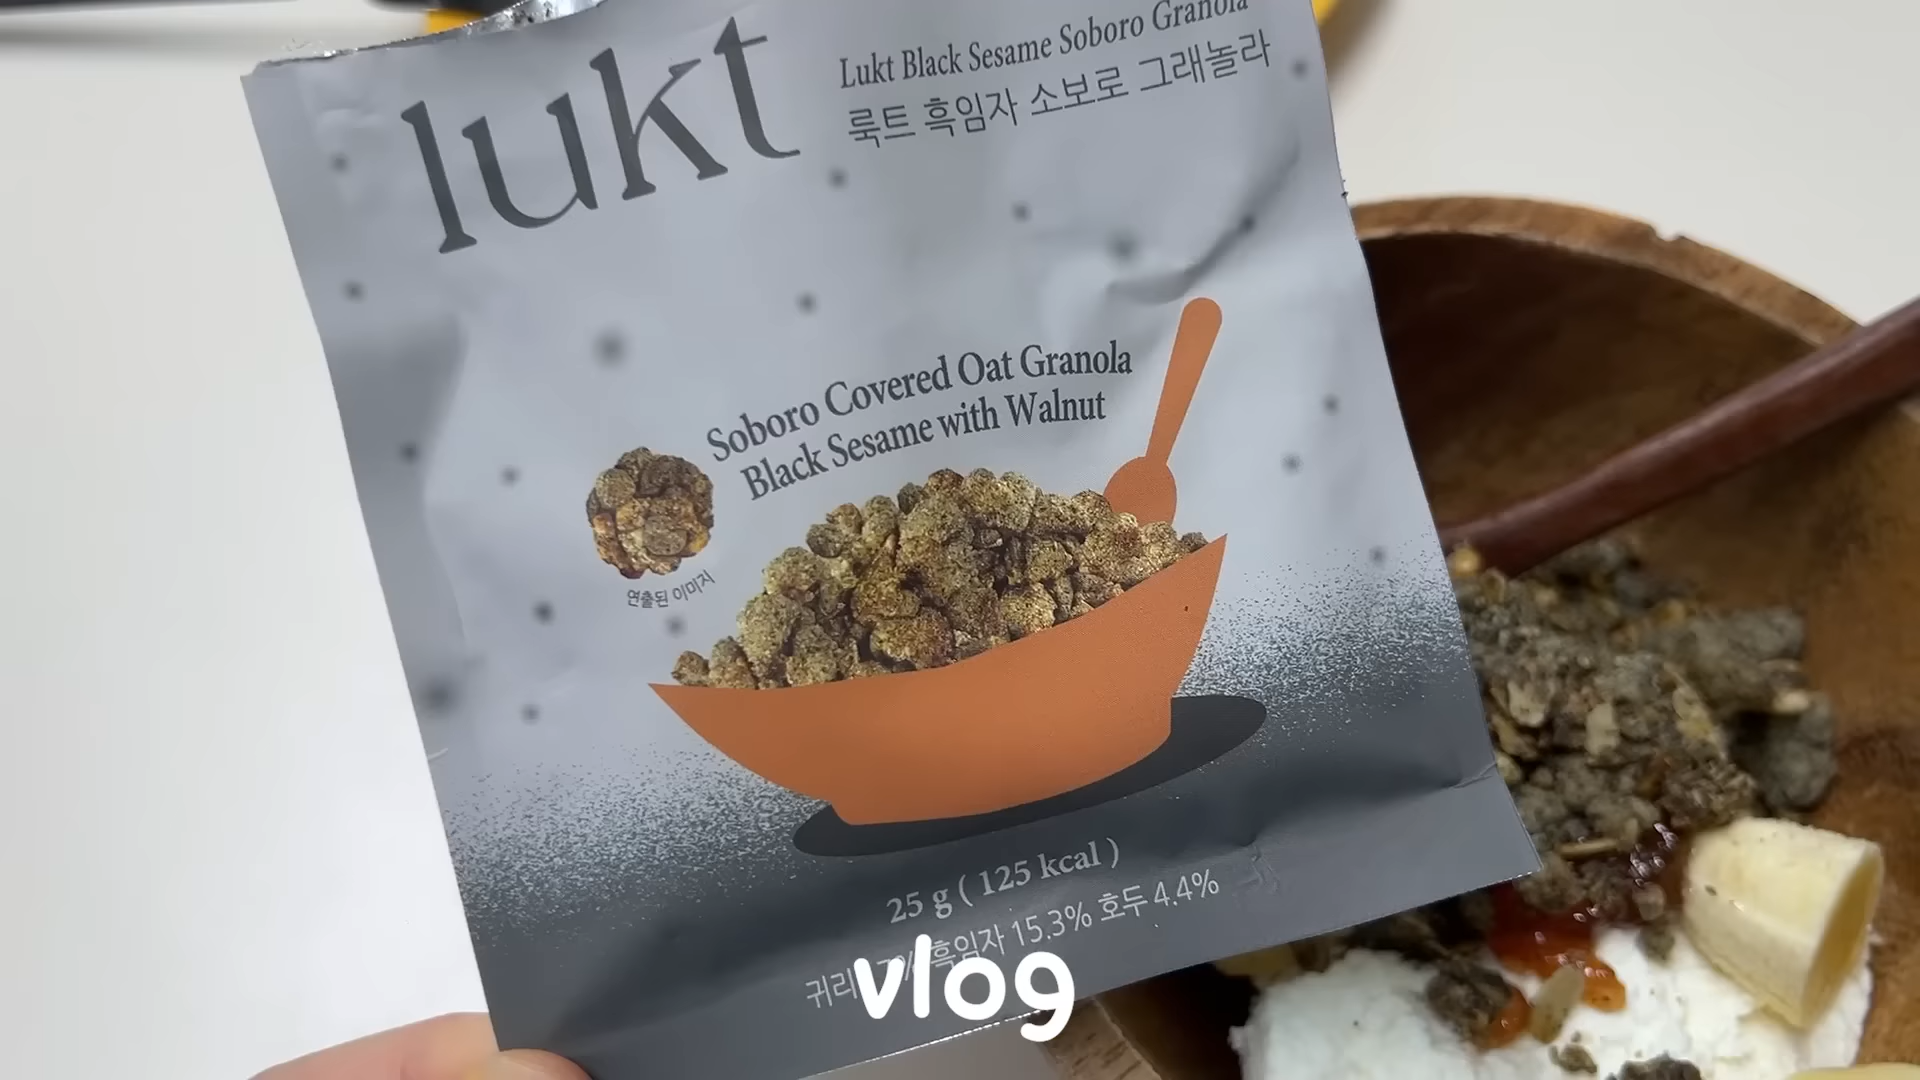 lukt
Lukt Black Sesame Soboro Granola
룩트 흑임자 소보로 그래놀라
Soboro Covered Oat Granola
Black Sesame with Walnut
연출된 이미지
25 g ( 125 kcal )
귀리 흑임자 15.3% 호두 4.4%
vlog